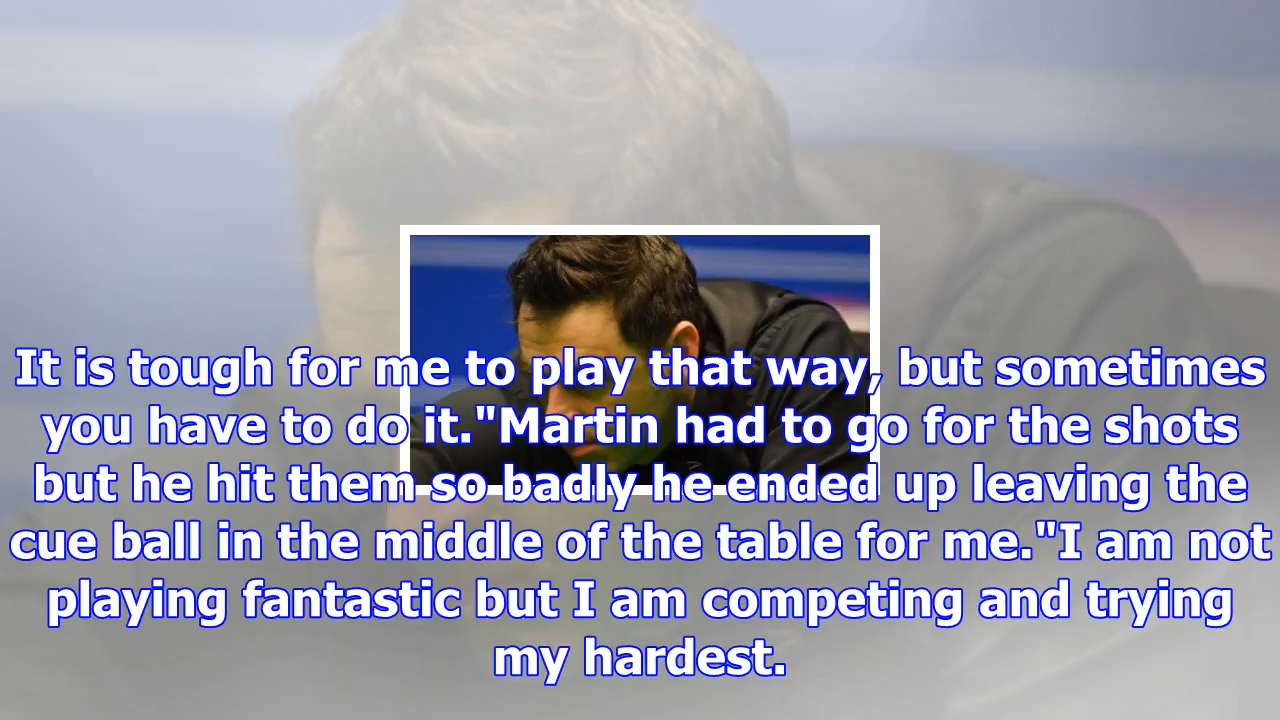 It is tough for me to play that way, but sometimes
you have to do it."Martin had to go for the shots
but he hit them so badly he ended up leaving the
cue ball in the middle of the table for me."I am not
playing fantastic but I am competing and trying
my hardest.